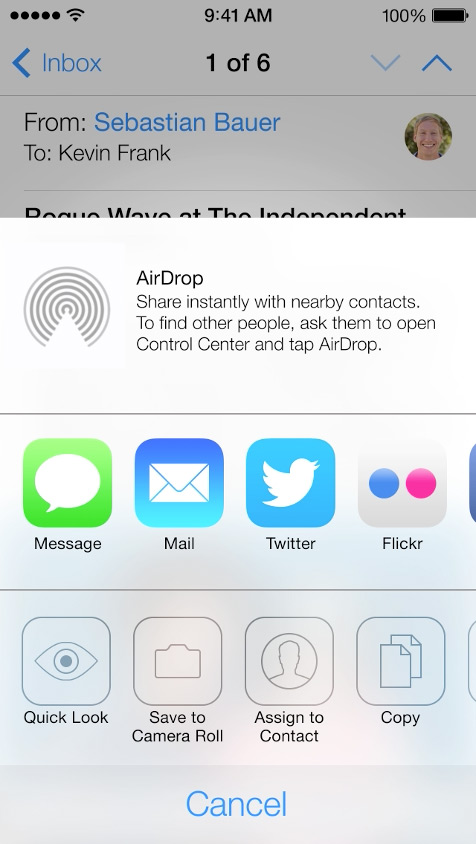 9:41 AM
100%
Inbox
1 of 6
From: Sebastian Bauer
To: Kevin Frank
Rogue Wave at The Independent
AirDrop
Share instantly with nearby contacts.
To find other people, ask them to open
Control Center and tap AirDrop.
Message
Mail
Twitter
Flickr
Quick Look
Save to
Camera Roll
Assign to
Contact
Copy
Cancel